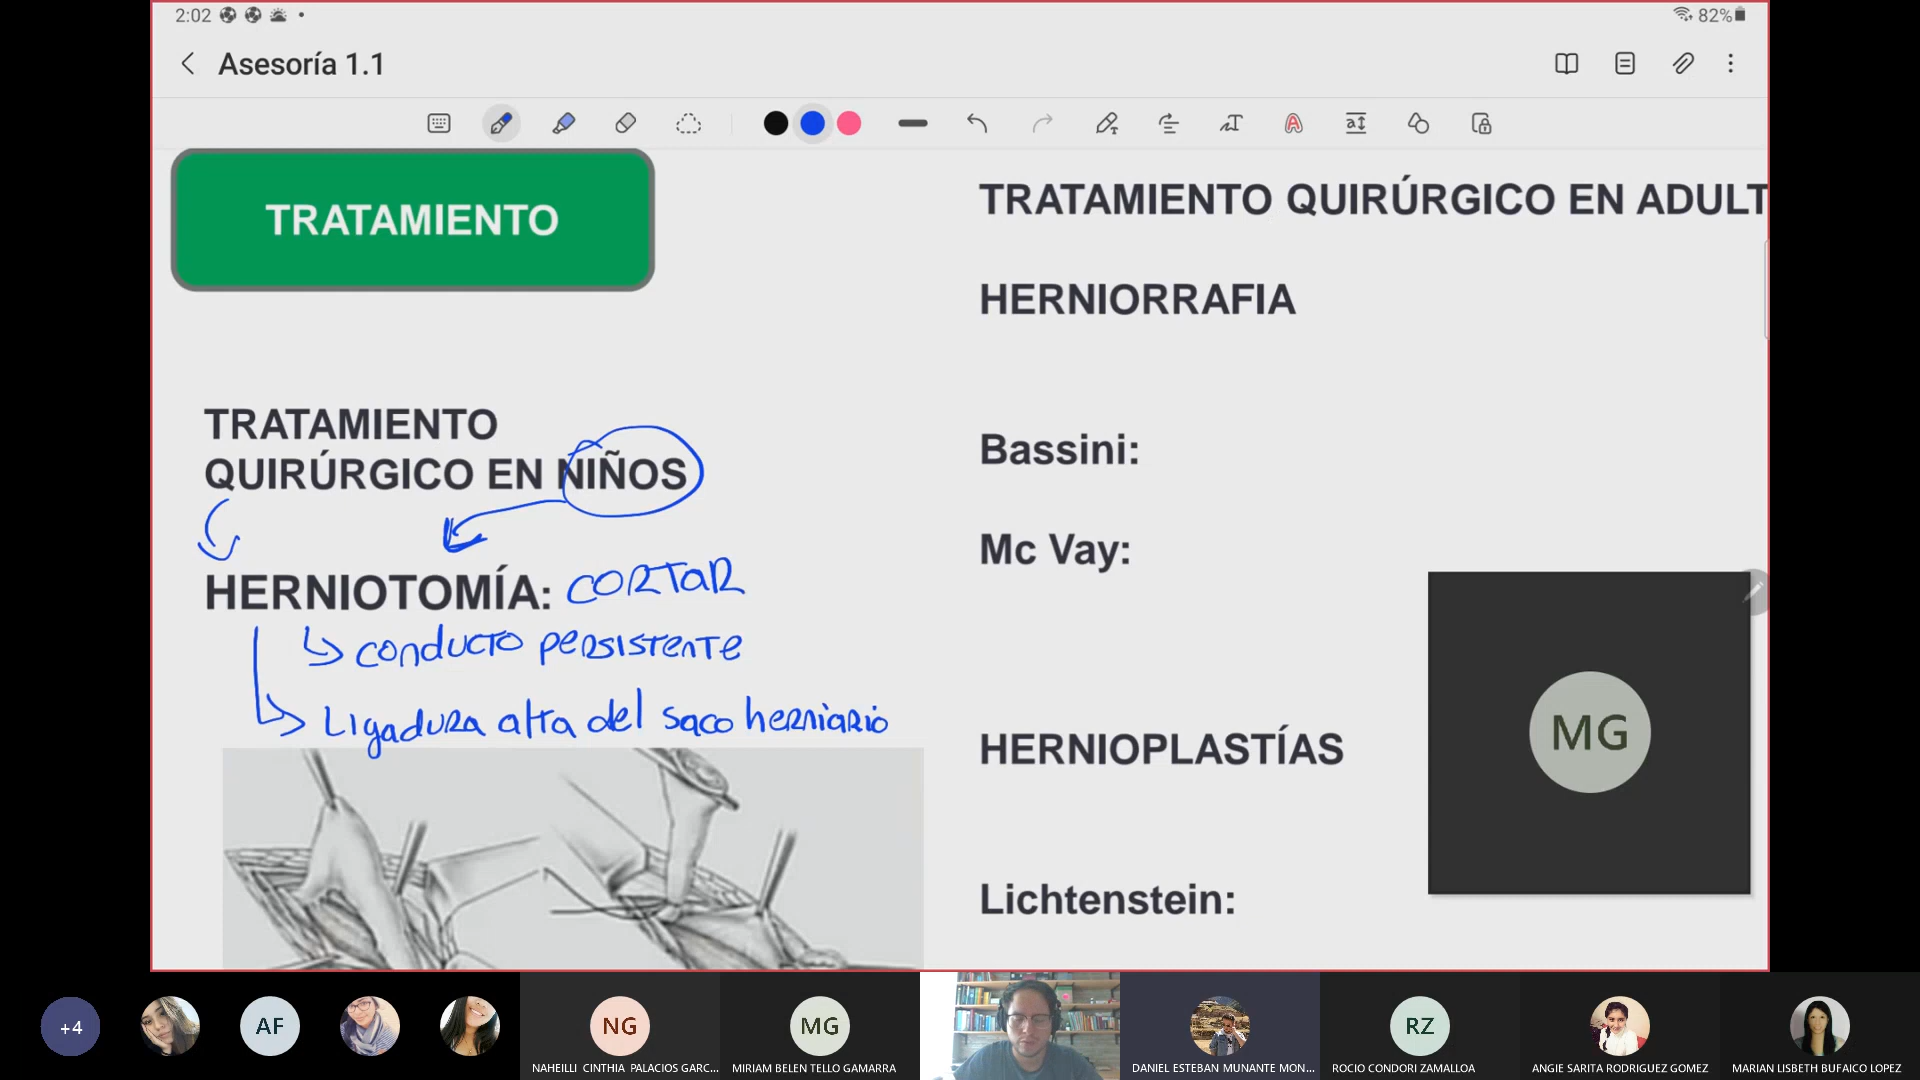 2:02
82%
Asesoría 1.1
TRATAMIENTO
TRATAMIENTO
QUIRÚRGICO EN NIÑOS
HERNIOTOMÍA: CORTAR
conducto persistente
Ligadura alta del saco herniario
TRATAMIENTO QUIRÚRGICO EN ADULT
HERNIORRAFIA
Bassini:
Mc Vay:
HERNIOPLASTÍAS
Lichtenstein:
MG
+4
AF
NG
NAHEILLI CINTHIA PALACIOS GARC...
MG
MIRIAM BELEN TELLO GAMARRA
DANIEL ESTEBAN MUNANTE MON...
RZ
ROCIO CONDORI ZAMALLOA
ANGIE SARITA RODRIGUEZ GOMEZ
MARIAN LISBETH BUFAICO LOPEZ